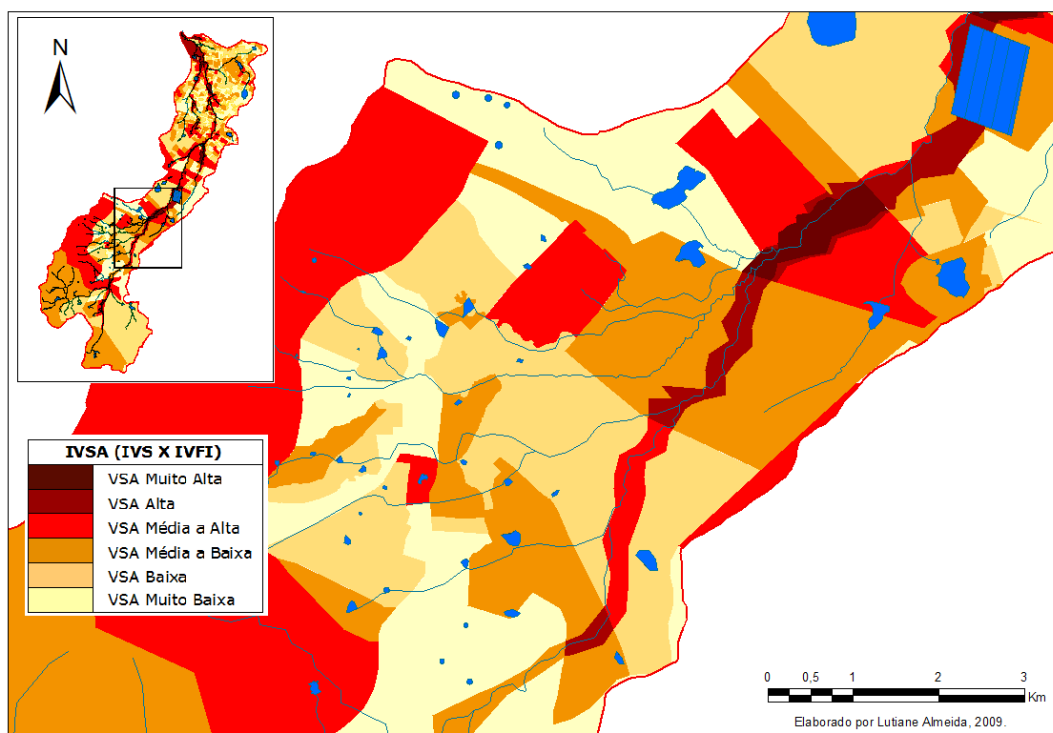 N
IVSA (IVS X IVFI)
VSA Muito Alta
VSA Alta
VSA Média a Alta
VSA Média a Baixa
VSA Baixa
VSA Muito Baixa
0 0,5 1 2 3
Km
Elaborado por Lutiane Almeida, 2009.